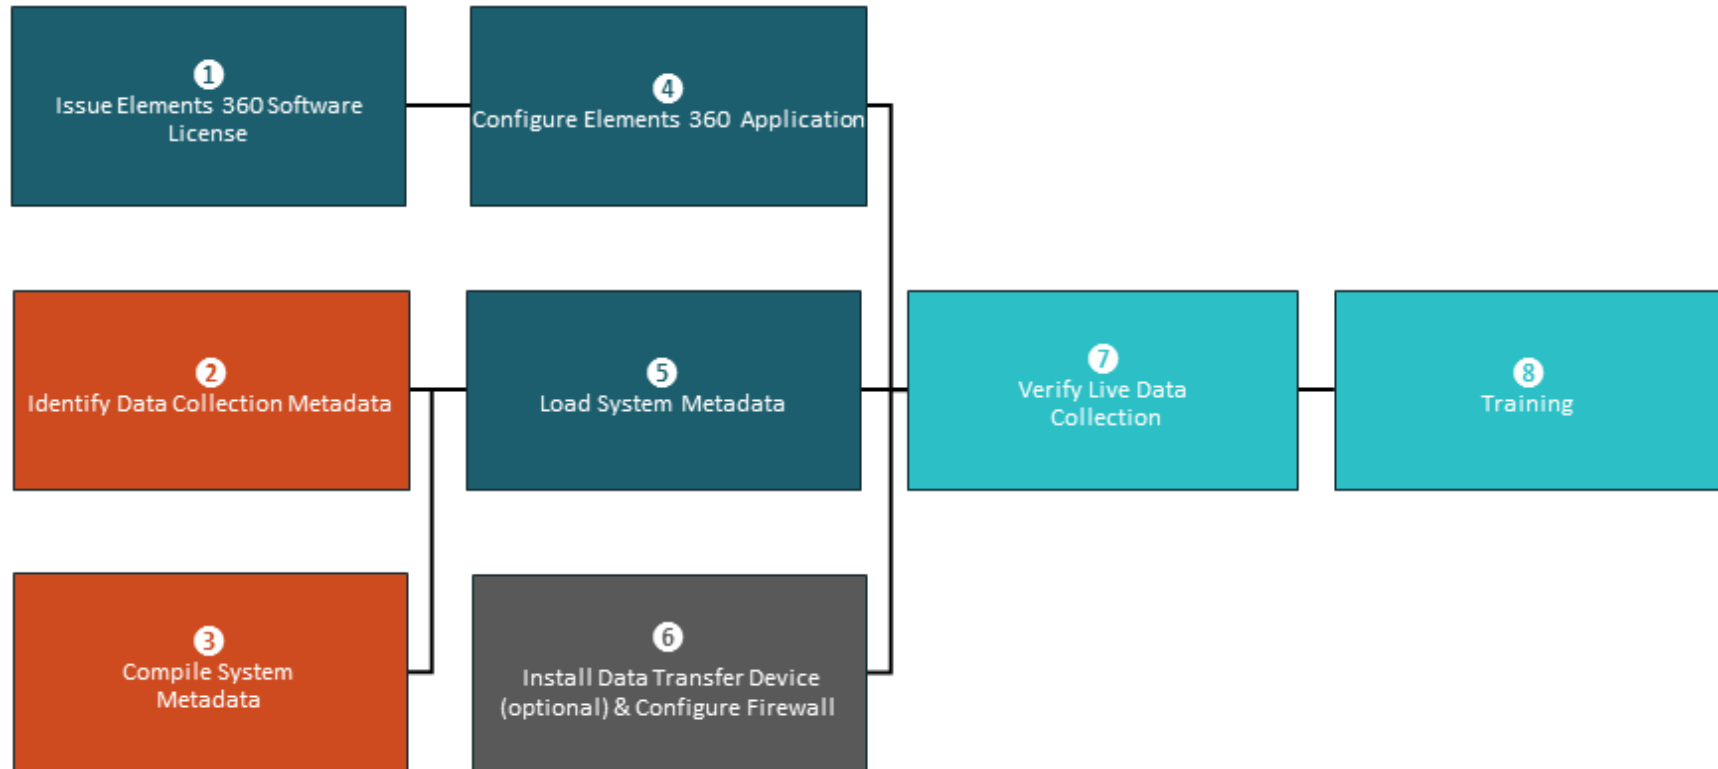 1
Issue Elements 360 Software
License
4
Configure Elements 360 Application
2
Identify Data Collection Metadata
5
Load System Metadata
7
Verify Live Data
Collection
8
Training
3
Compile System
Metadata
6
Install Data Transfer Device
(optional) & Configure Firewall